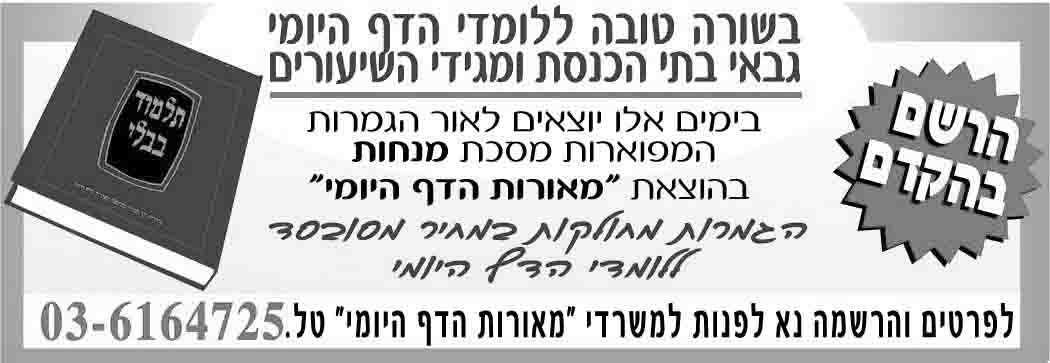 בשורה טובה ללומדי הדף היומי
גבאי בתי הכנסת ומגידי השיעורים
בימים אלו יוצאים לאור הגמרות
המפוארות מסכת מנחות
בהוצאת "מאורות הדף היומי"
הגמרות מחולקות במחיר מסובסד
ללומדי הדף היומי
הרשם
בהקדם
תלמוד
בבלי
לפרטים והרשמה נא לפנות למשרדי "מאורות הדף היומי" טל.03-6164725